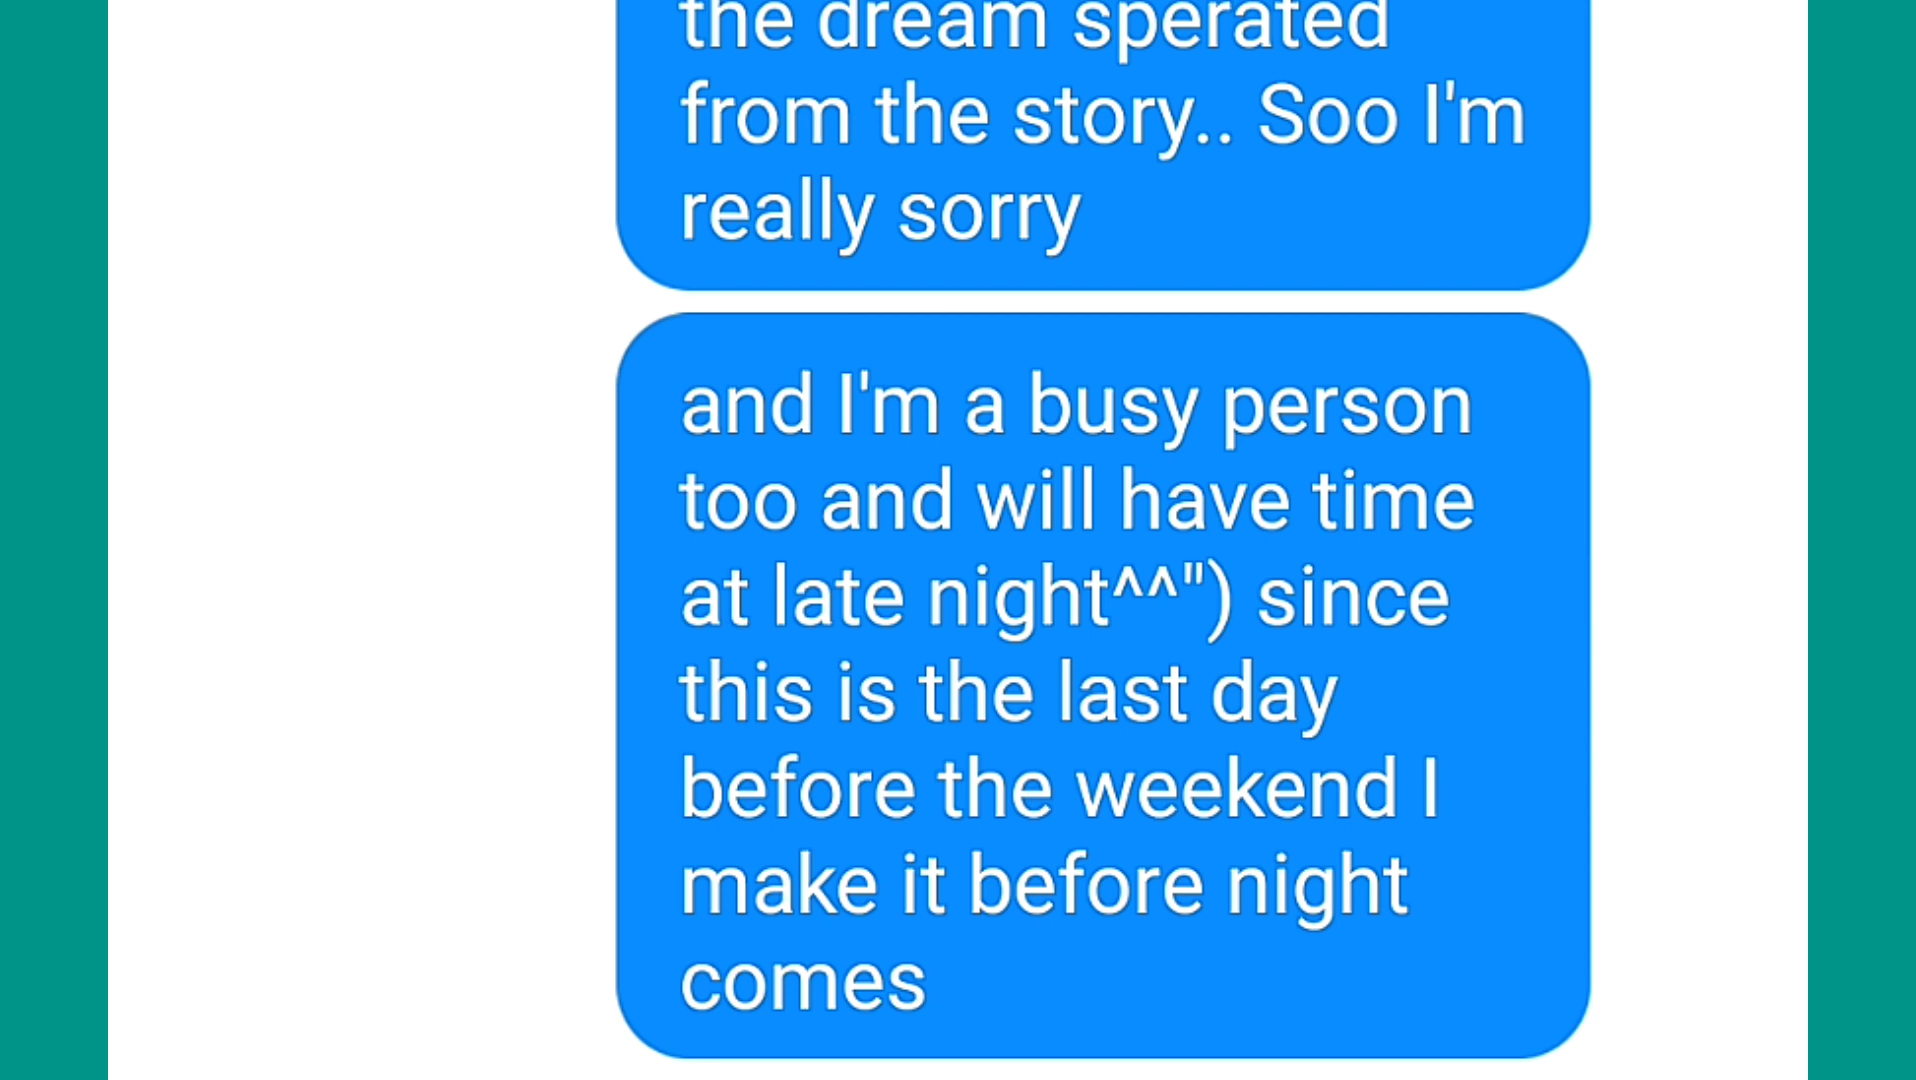 the dream sperated
from the story.. Soo I'm
really sorry
and I'm a busy person
too and will have time
at late night^^") since
this is the last day
before the weekend I
make it before night
comes